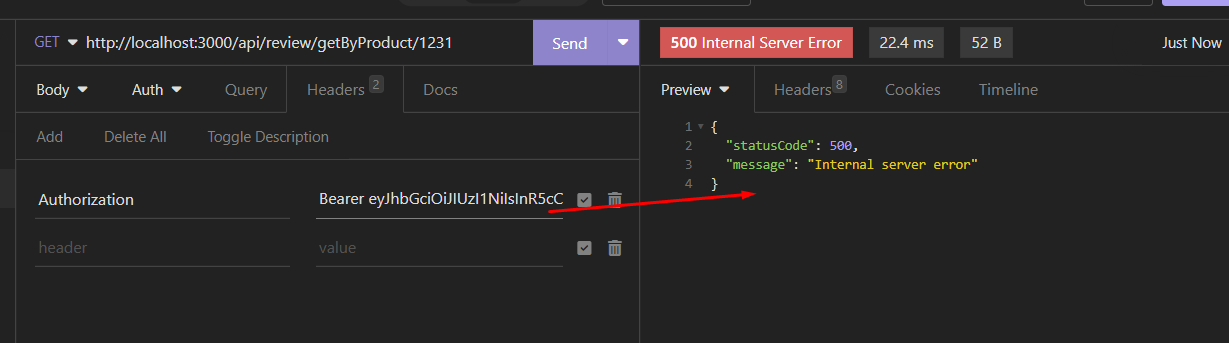 GET http://localhost:3000/api/review/getByProduct/1231 Send
500 Internal Server Error 22.4 ms 52 B Just Now
Body Auth Query Headers 2 Docs
Preview Headers 8 Cookies Timeline
Add Delete All Toggle Description
1 {
2 "statusCode": 500,
3 "message": "Internal server error"
4 }
Authorization Bearer eyJhbGciOiJIUzI1NiIsInR5cC
header value